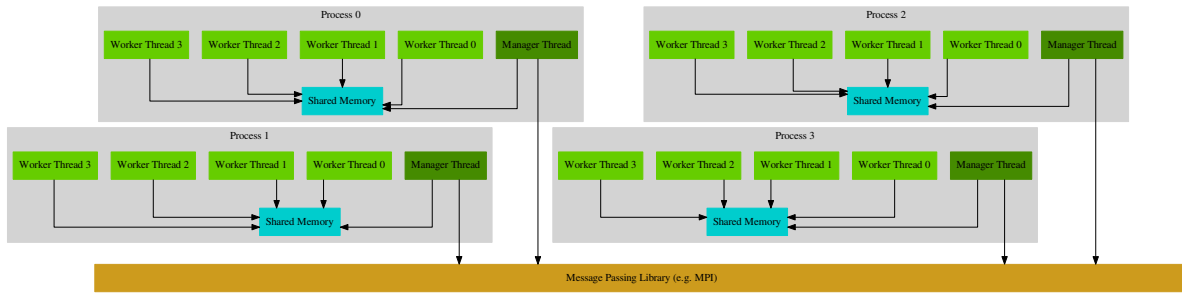 Process 0
Worker Thread 3
Worker Thread 2
Worker Thread 1
Worker Thread 0
Manager Thread
Shared Memory
Process 2
Worker Thread 3
Worker Thread 2
Worker Thread 1
Worker Thread 0
Manager Thread
Shared Memory
Process 1
Worker Thread 3
Worker Thread 2
Worker Thread 1
Worker Thread 0
Manager Thread
Shared Memory
Process 3
Worker Thread 3
Worker Thread 2
Worker Thread 1
Worker Thread 0
Manager Thread
Shared Memory
Message Passing Library (e.g. MPI)